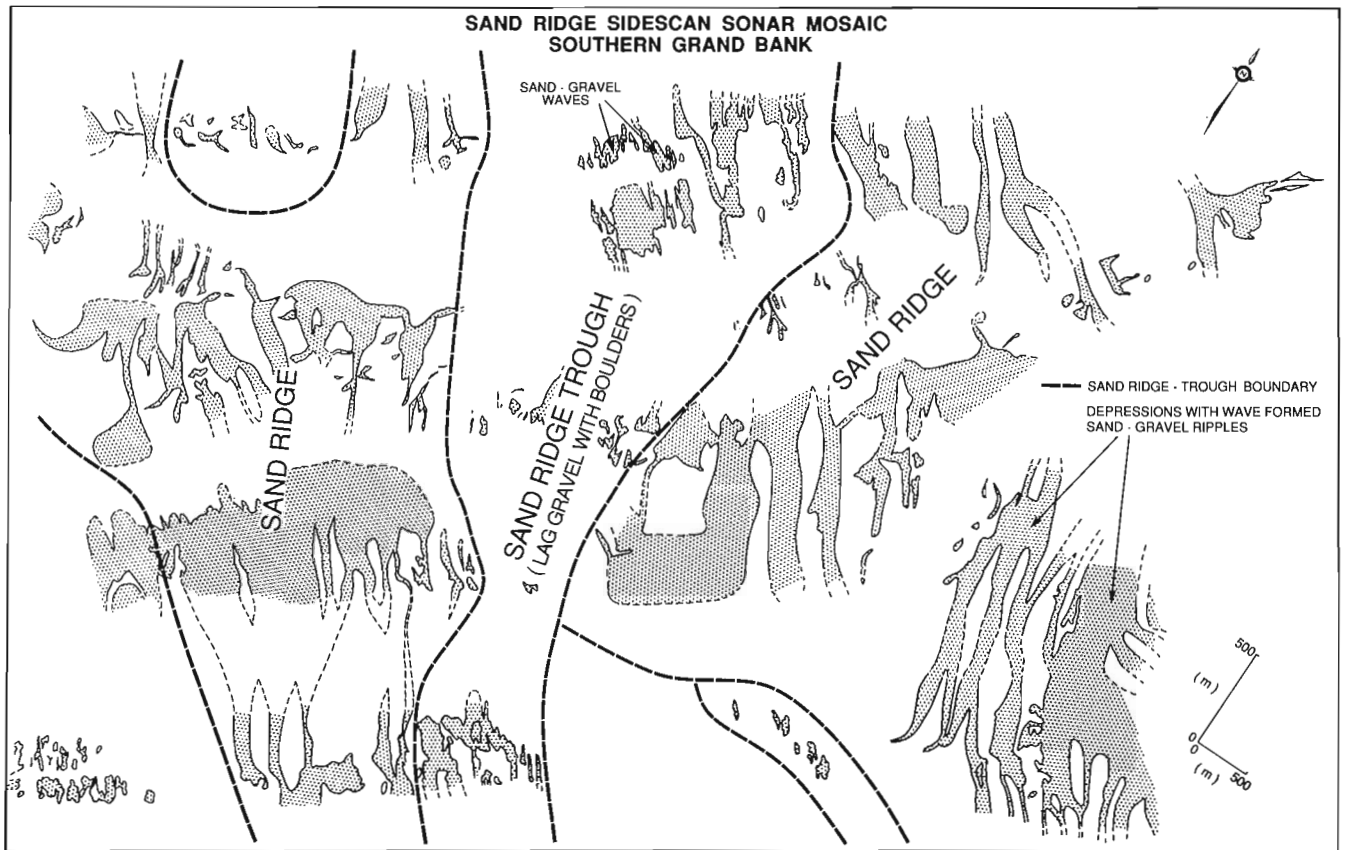 SAND RIDGE SIDESCAN SONAR MOSAIC
SOUTHERN GRAND BANK
SAND - GRAVEL
WAVES
N
SAND RIDGE
SAND RIDGE TROUGH
( LAG GRAVEL WITH BOULDERS )
SAND RIDGE
SAND RIDGE - TROUGH BOUNDARY
DEPRESSIONS WITH WAVE FORMED
SAND - GRAVEL RIPPLES
500
(m)
0
0
(m)
500